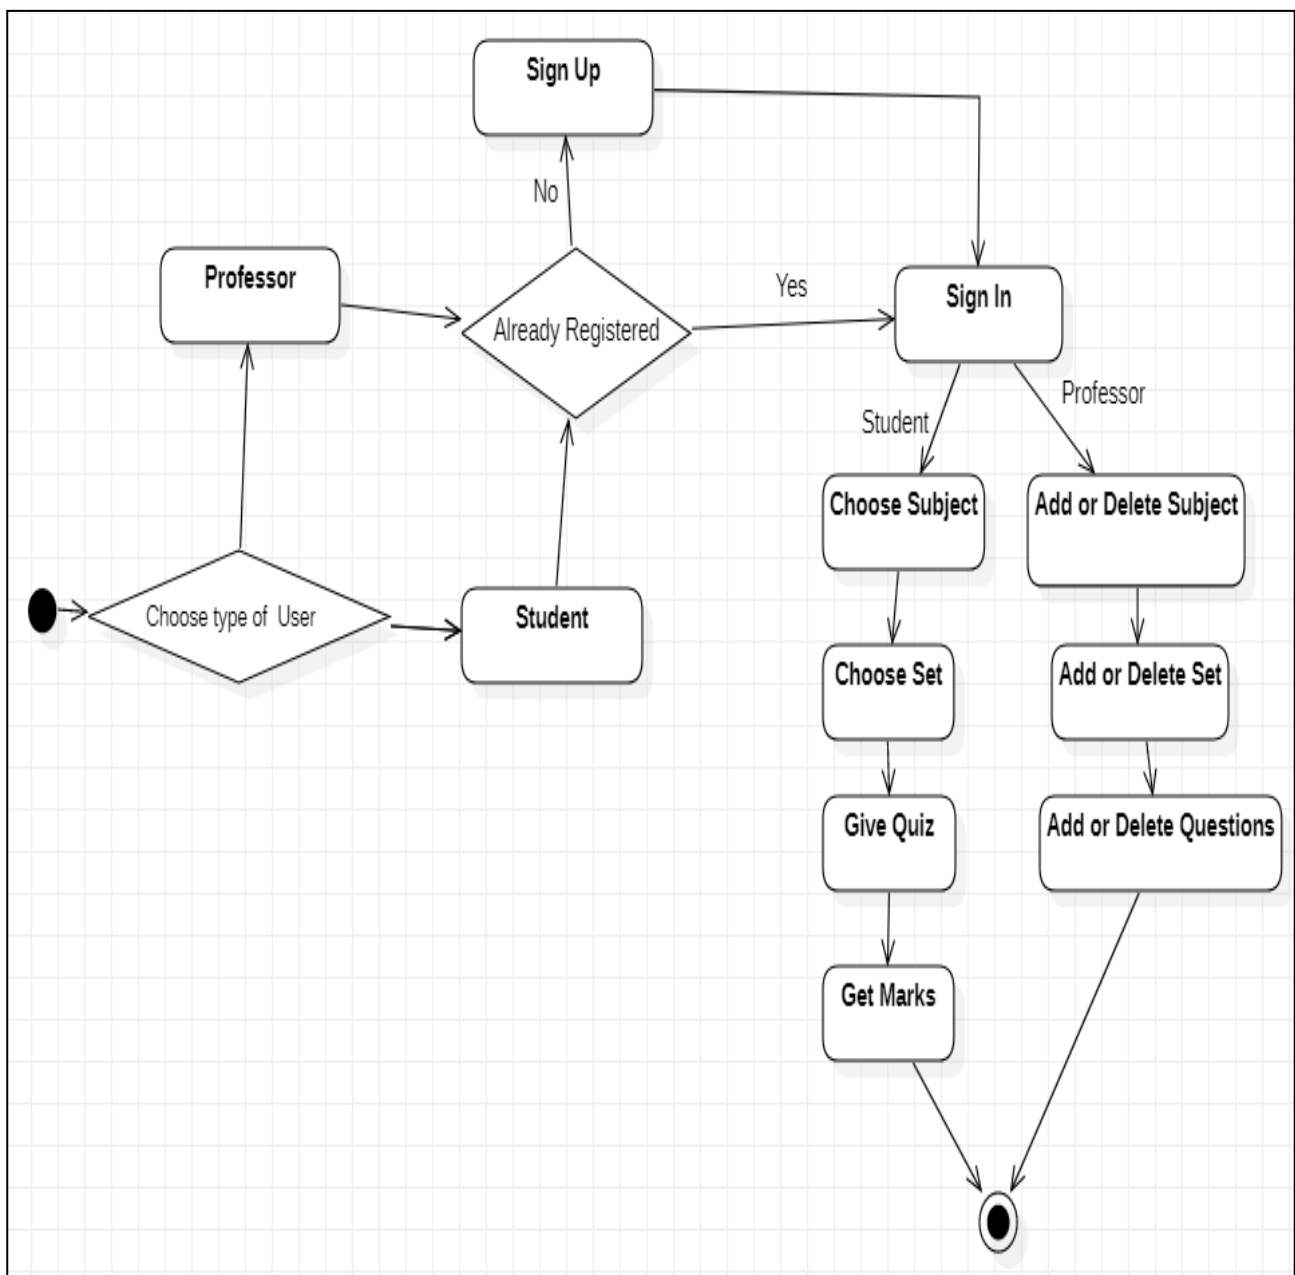 Sign Up
No
Professor
Already Registered
Yes
Sign In
Student
Professor
Choose type of User
Student
Choose Subject
Add or Delete Subject
Choose Set
Add or Delete Set
Give Quiz
Add or Delete Questions
Get Marks